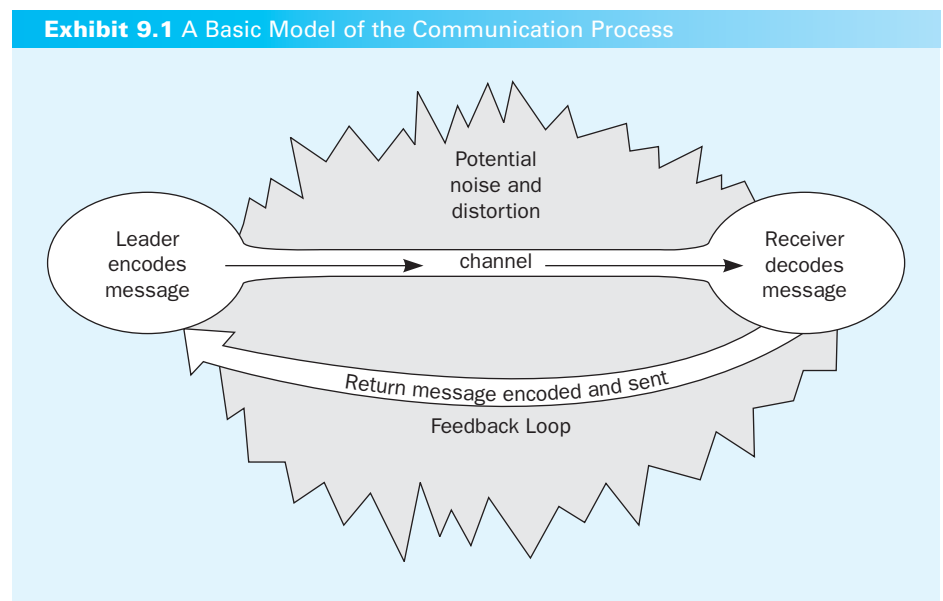 Exhibit 9.1 A Basic Model of the Communication Process
Potential
noise and
distortion
Leader
encodes
message
channel
Receiver
decodes
message
Return message encoded and sent
Feedback Loop